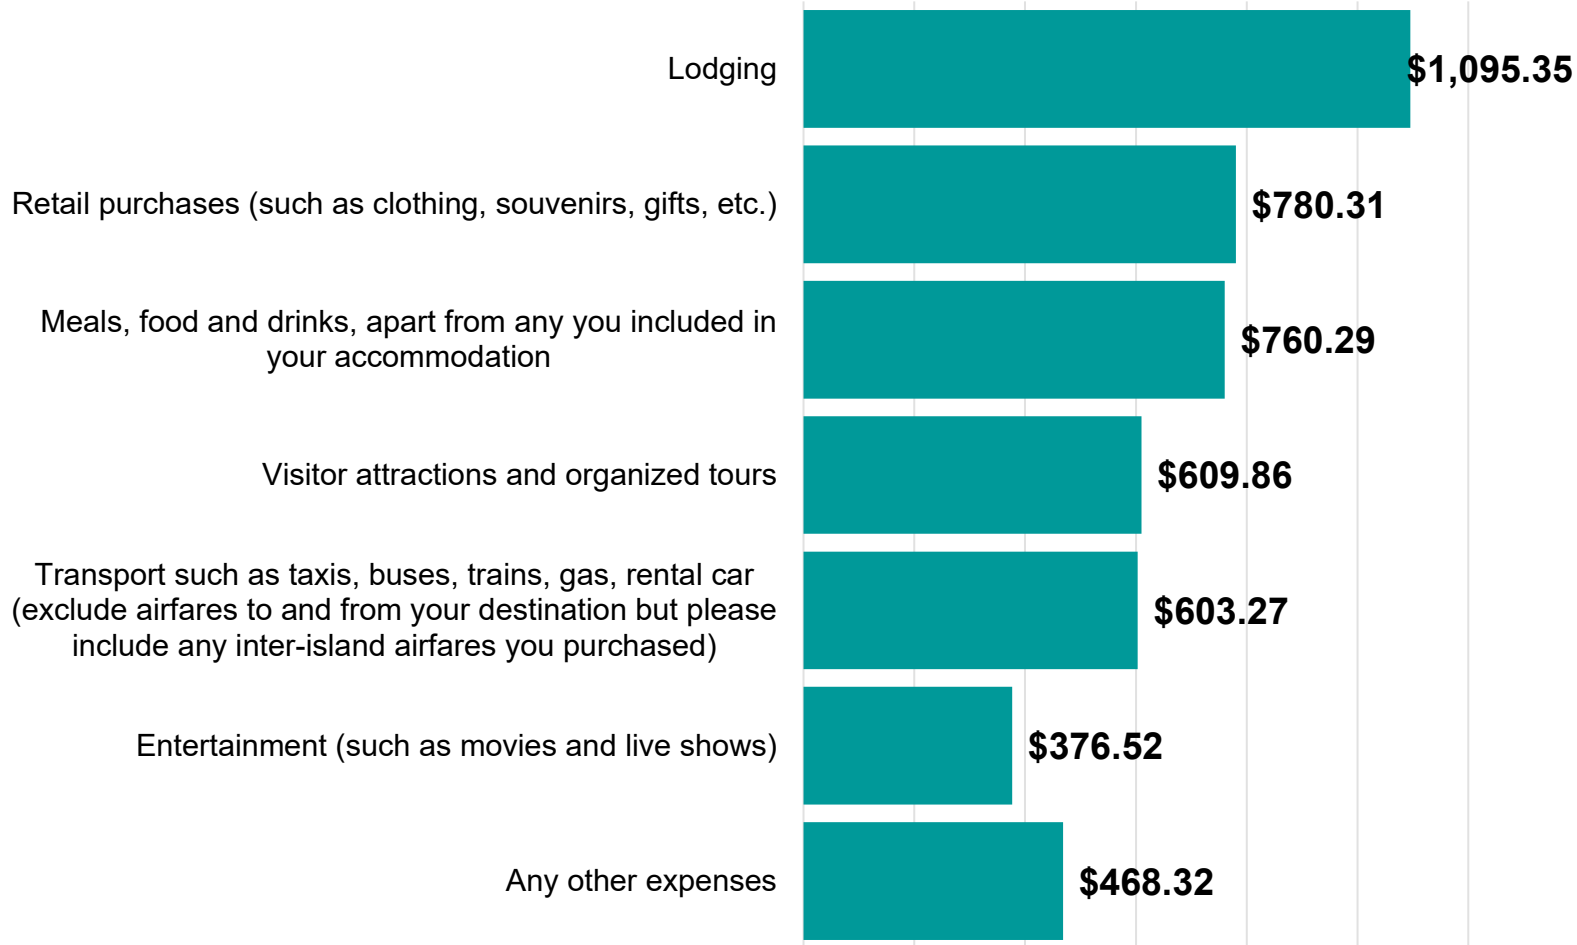 Lodging
$1,095.35
Retail purchases (such as clothing, souvenirs, gifts, etc.)
$780.31
Meals, food and drinks, apart from any you included in
your accommodation
$760.29
Visitor attractions and organized tours
$609.86
Transport such as taxis, buses, trains, gas, rental car
(exclude airfares to and from your destination but please
include any inter-island airfares you purchased)
$603.27
Entertainment (such as movies and live shows)
$376.52
Any other expenses
$468.32